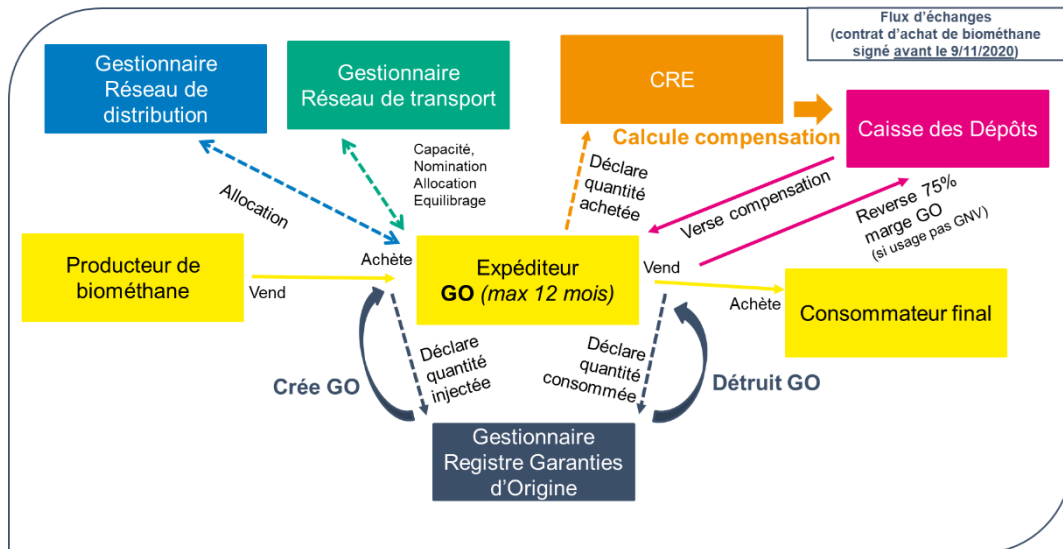 Flux d’échanges
(contrat d’achat de biométhane
signé avant le 9/11/2020)
Gestionnaire
Réseau de
distribution
Gestionnaire
Réseau de transport
CRE
Calcule compensation
Caisse des Dépôts
Allocation
Capacité,
Nomination
Allocation
Equilibrage
Déclare
quantité
achetée
Verse compensation
Reverse 75%
marge GO
(si usage pas GNV)
Producteur de
biométhane
Vend
Achète
Expéditeur
GO (max 12 mois)
Vend
Achète
Consommateur final
Crée GO
Déclare
quantité
injectée
Déclare
quantité
consommée
Détruit GO
Gestionnaire
Registre Garanties
d’Origine